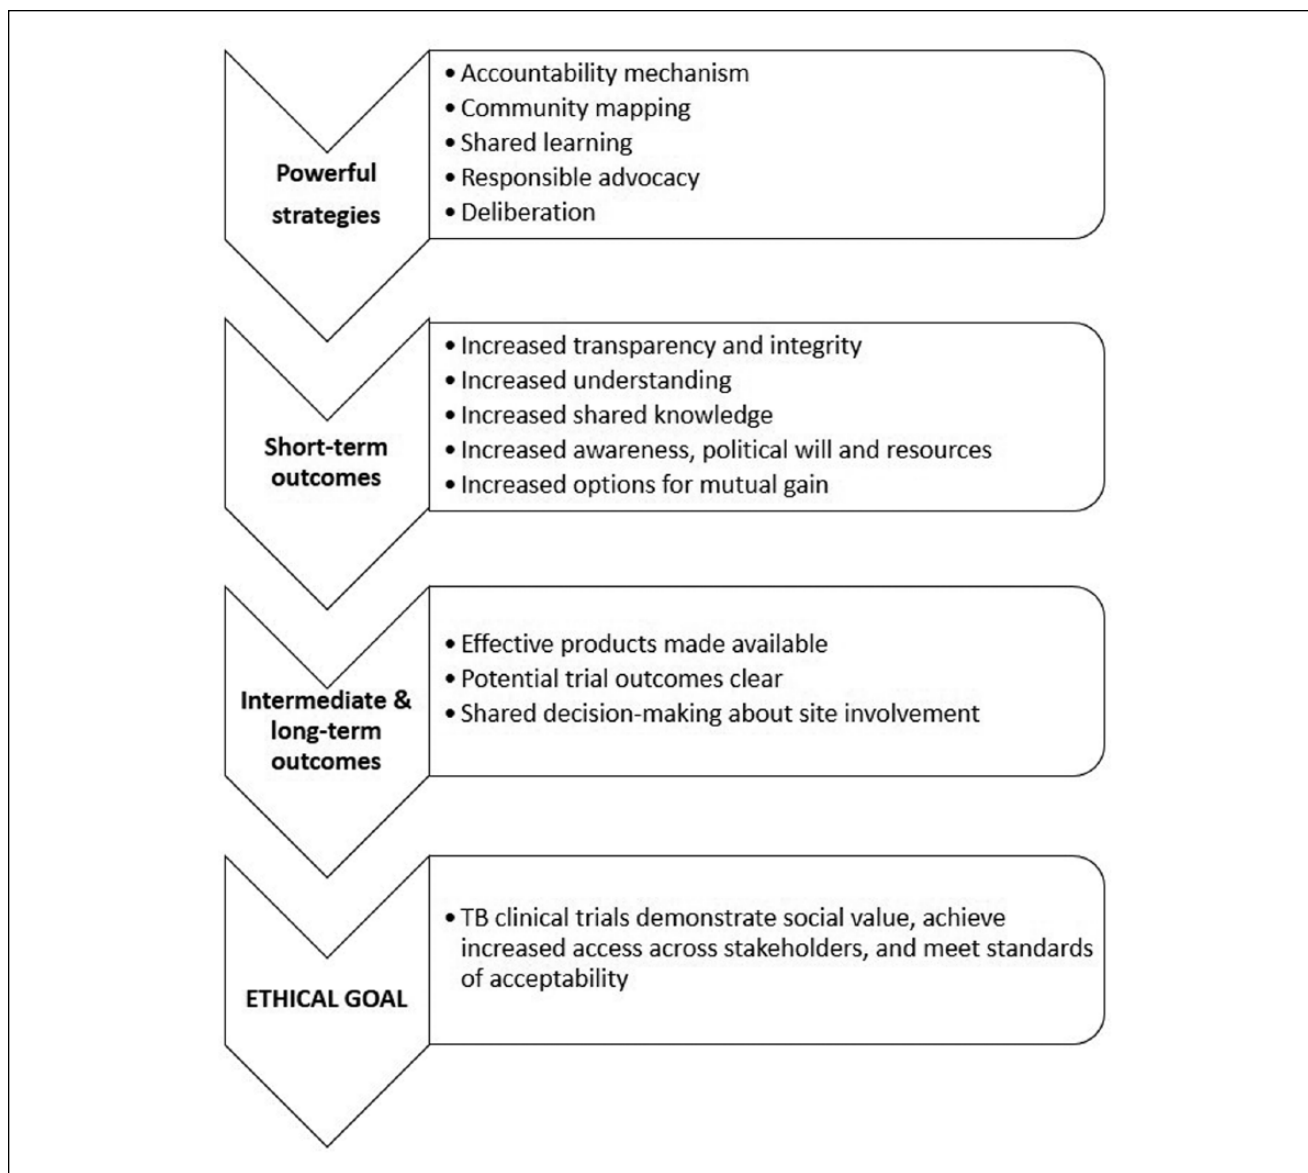 Powerful
strategies
• Accountability mechanism
• Community mapping
• Shared learning
• Responsible advocacy
• Deliberation
Short-term
outcomes
• Increased transparency and integrity
• Increased understanding
• Increased shared knowledge
• Increased awareness, political will and resources
• Increased options for mutual gain
Intermediate &
long-term
outcomes
• Effective products made available
• Potential trial outcomes clear
• Shared decision-making about site involvement
ETHICAL GOAL
• TB clinical trials demonstrate social value, achieve
increased access across stakeholders, and meet standards
of acceptability